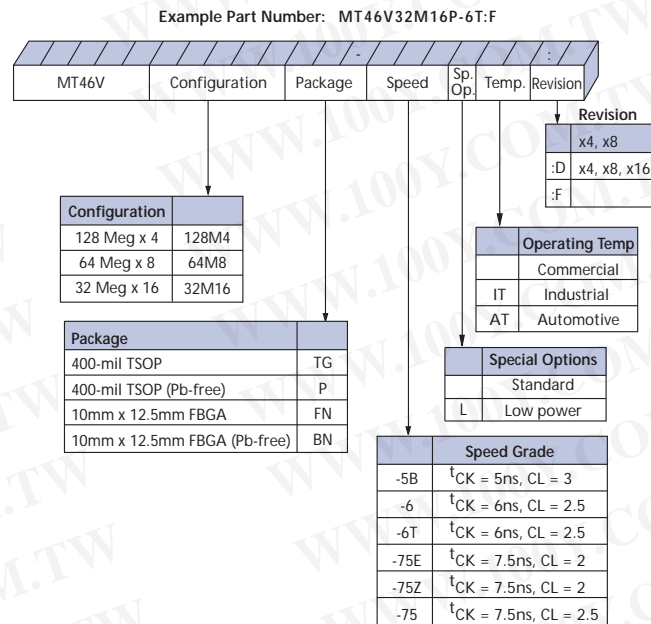 Example Part Number: MT46V32M16P-6T:F
- :
MT46V Configuration Package Speed Sp. Op. Temp. Revision
Revision
x4, x8
:D x4, x8, x16
:F
Configuration
128 Meg x 4 128M4
64 Meg x 8 64M8
32 Meg x 16 32M16
Operating Temp
Commercial
IT Industrial
AT Automotive
Package
400-mil TSOP TG
400-mil TSOP (Pb-free) P
10mm x 12.5mm FBGA FN
10mm x 12.5mm FBGA (Pb-free) BN
Special Options
Standard
L Low power
Speed Grade
-5B tCK = 5ns, CL = 3
-6 tCK = 6ns, CL = 2.5
-6T tCK = 6ns, CL = 2.5
-75E tCK = 7.5ns, CL = 2
-75Z tCK = 7.5ns, CL = 2
-75 tCK = 7.5ns, CL = 2.5
WWW.100Y.COM.TW